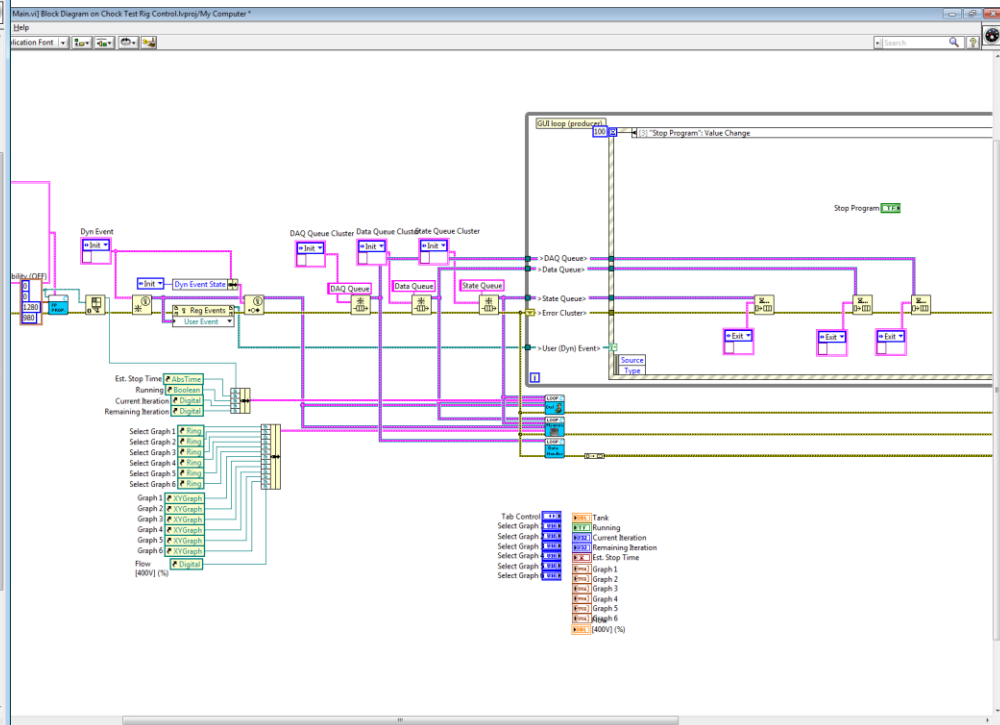 Main.vi] Block Diagram on Chock Test Rig Control.lvproj/My Computer *
Help
lication Font
Search
GUI loop (producer)
100
[3] "Stop Program": Value Change
Stop Program
TF
Dyn Event
Init
DAQ Queue Cluster
Data Queue Cluster
State Queue Cluster
Init
Init
Init
bility (OFF)
0
0
1280
980
Init
Dyn Event State
DAQ Queue
Data Queue
State Queue
Reg Events
User Event
>DAQ Queue>
>Data Queue>
>State Queue>
>Error Cluster>
>User (Dyn) Event>
Exit
Exit
Exit
Source
Type
i
Est. Stop Time
AbsTime
Running
Boolean
Current Iteration
Digital
Remaining Iteration
Digital
LOOP
LOOP
LOOP
Select Graph 1
Ring
Select Graph 2
Ring
Select Graph 3
Ring
Select Graph 4
Ring
Select Graph 5
Ring
Select Graph 6
Ring
Graph 1
XYGraph
Graph 2
XYGraph
Graph 3
XYGraph
Graph 4
XYGraph
Graph 5
XYGraph
Graph 6
XYGraph
Flow
[400V] (%)
Digital
Tab Control
Select Graph
Select Graph
Select Graph
Select Graph
Select Graph 5
Select Graph 6
Tank
Running
Current Iteration
Remaining Iteration
Est. Stop Time
Graph 1
Graph 2
Graph 3
Graph 4
Graph 5
Graph 6
[400V] (%)